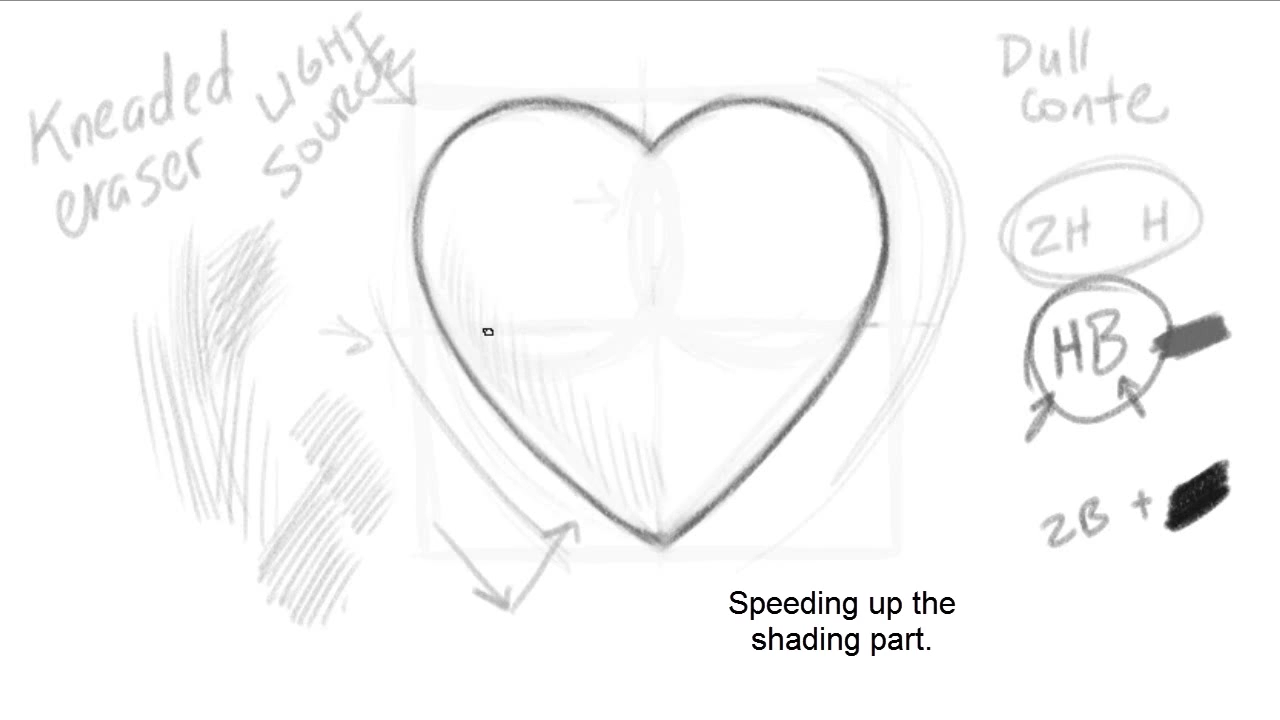 Kneaded
eraser
LIGHT
SOURCE
Dull
conte
2H H
HB
2B +
Speeding up the
shading part.